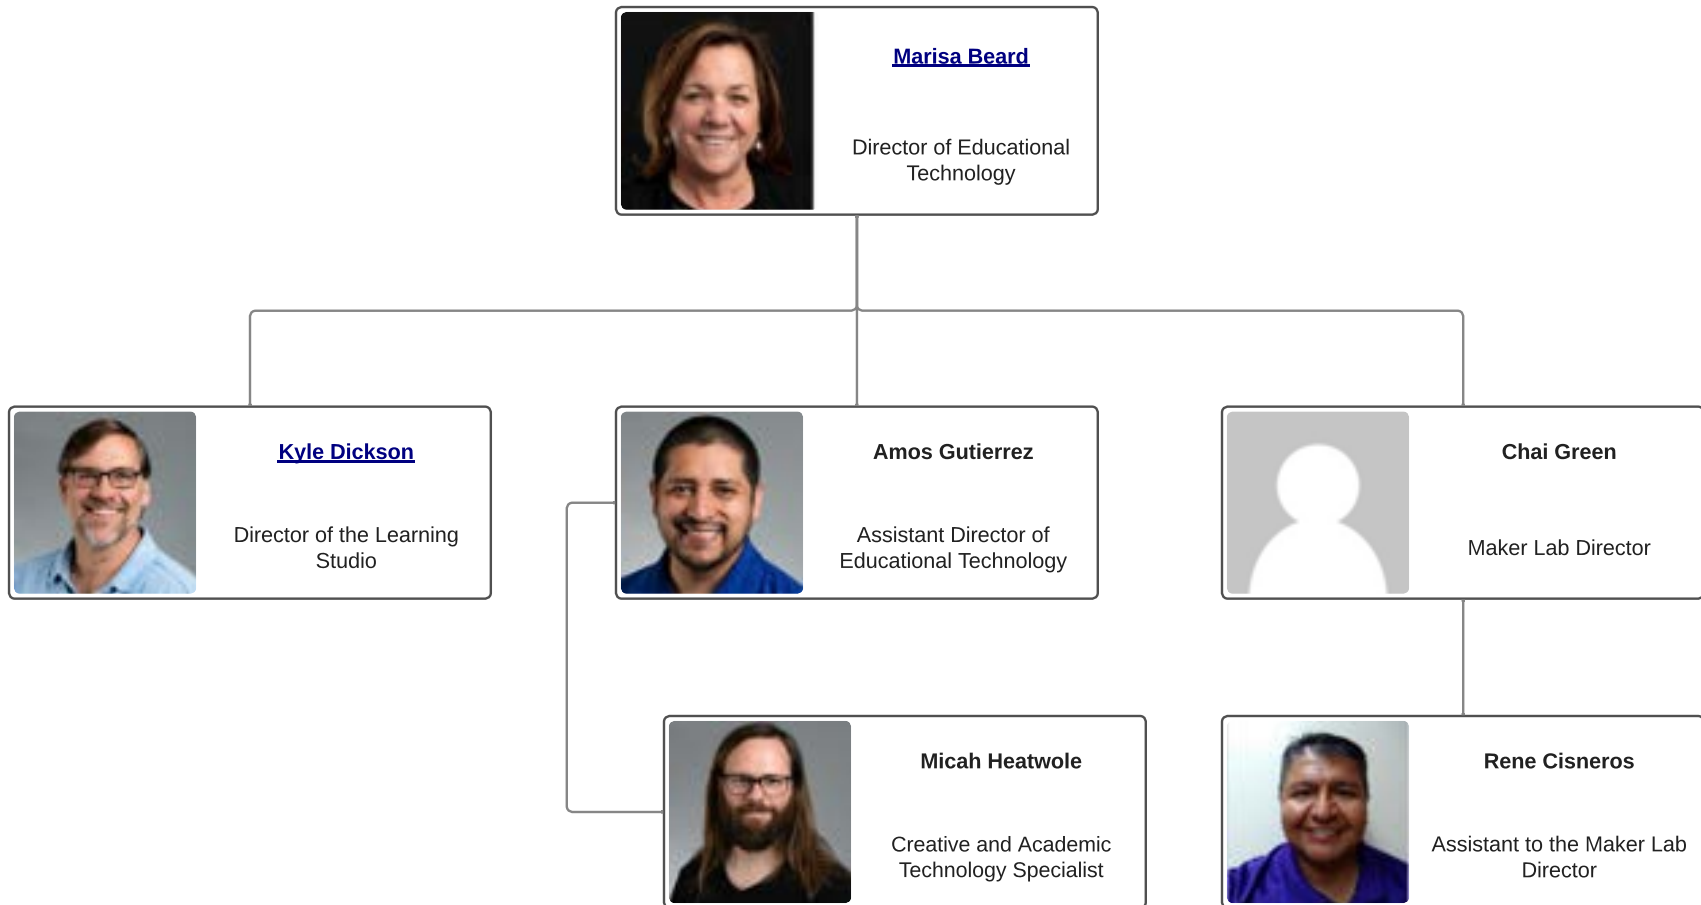 Marisa Beard
Director of Educational
Technology
Kyle Dickson
Director of the Learning
Studio
Amos Gutierrez
Assistant Director of
Educational Technology
Chai Green
Maker Lab Director
Micah Heatwole
Creative and Academic
Technology Specialist
Rene Cisneros
Assistant to the Maker Lab
Director